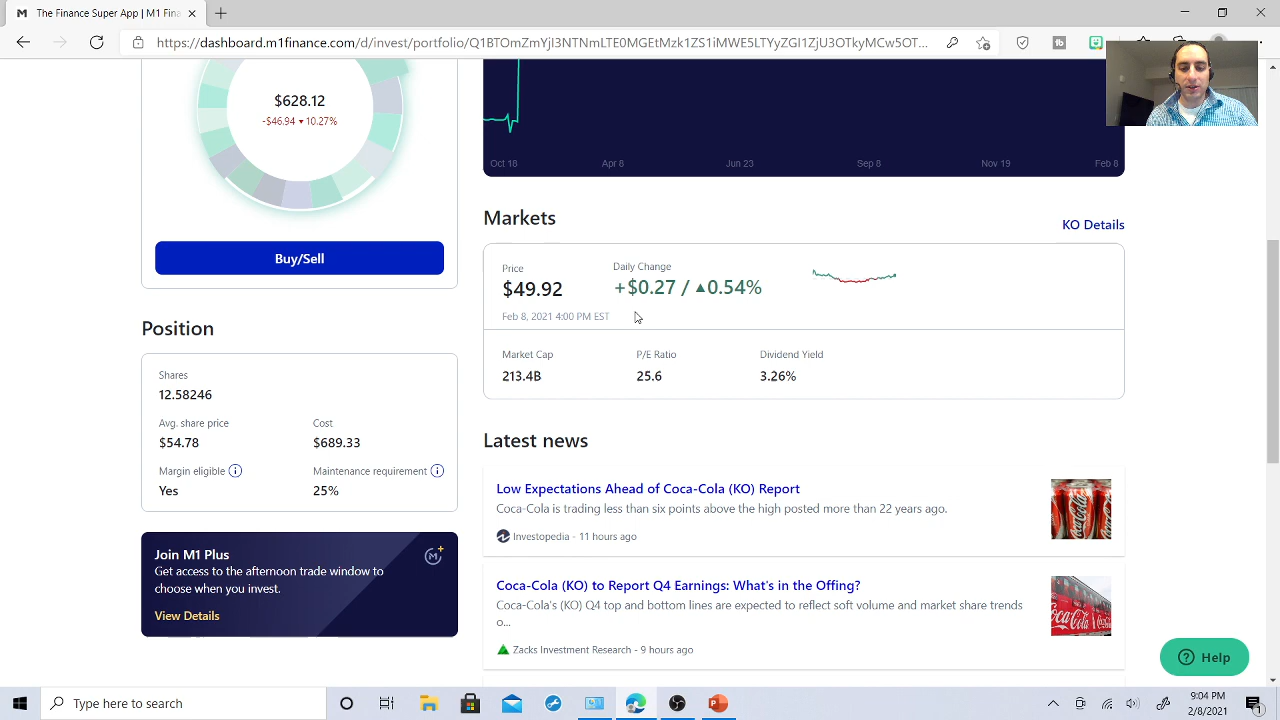 The Finance Super App | M1 Fina
https://dashboard.m1finance.com/d/invest/portfolio/Q1BTOmZmYjI3NTNmLTE0MGEtMzk1ZS1iMWE5LTYyZGI1ZjU3OTkyMCw5OT...
$628.12
-$46.94 ▾ 10.27%
Buy/Sell
Position
Shares
12.58246
Avg. share price
Cost
$54.78
$689.33
Margin eligible
Maintenance requirement
Yes
25%
Join M1 Plus
Get access to the afternoon trade window to
choose when you invest.
View Details
Oct 18
Apr 8
Jun 23
Sep 8
Nov 19
Feb 8
Markets
KO Details
Price
Daily Change
$49.92
+$0.27 / ▲0.54%
Feb 8, 2021 4:00 PM EST
Market Cap
P/E Ratio
Dividend Yield
213.4B
25.6
3.26%
Latest news
Low Expectations Ahead of Coca-Cola (KO) Report
Coca-Cola is trading less than six points above the high posted more than 22 years ago.
Investopedia - 11 hours ago
Coca-Cola (KO) to Report Q4 Earnings: What's in the Offing?
Coca-Cola's (KO) Q4 top and bottom lines are expected to reflect soft volume and market share trends
o...
Zacks Investment Research - 9 hours ago
Help
Type here to search
9:04 PM
2/8/2021